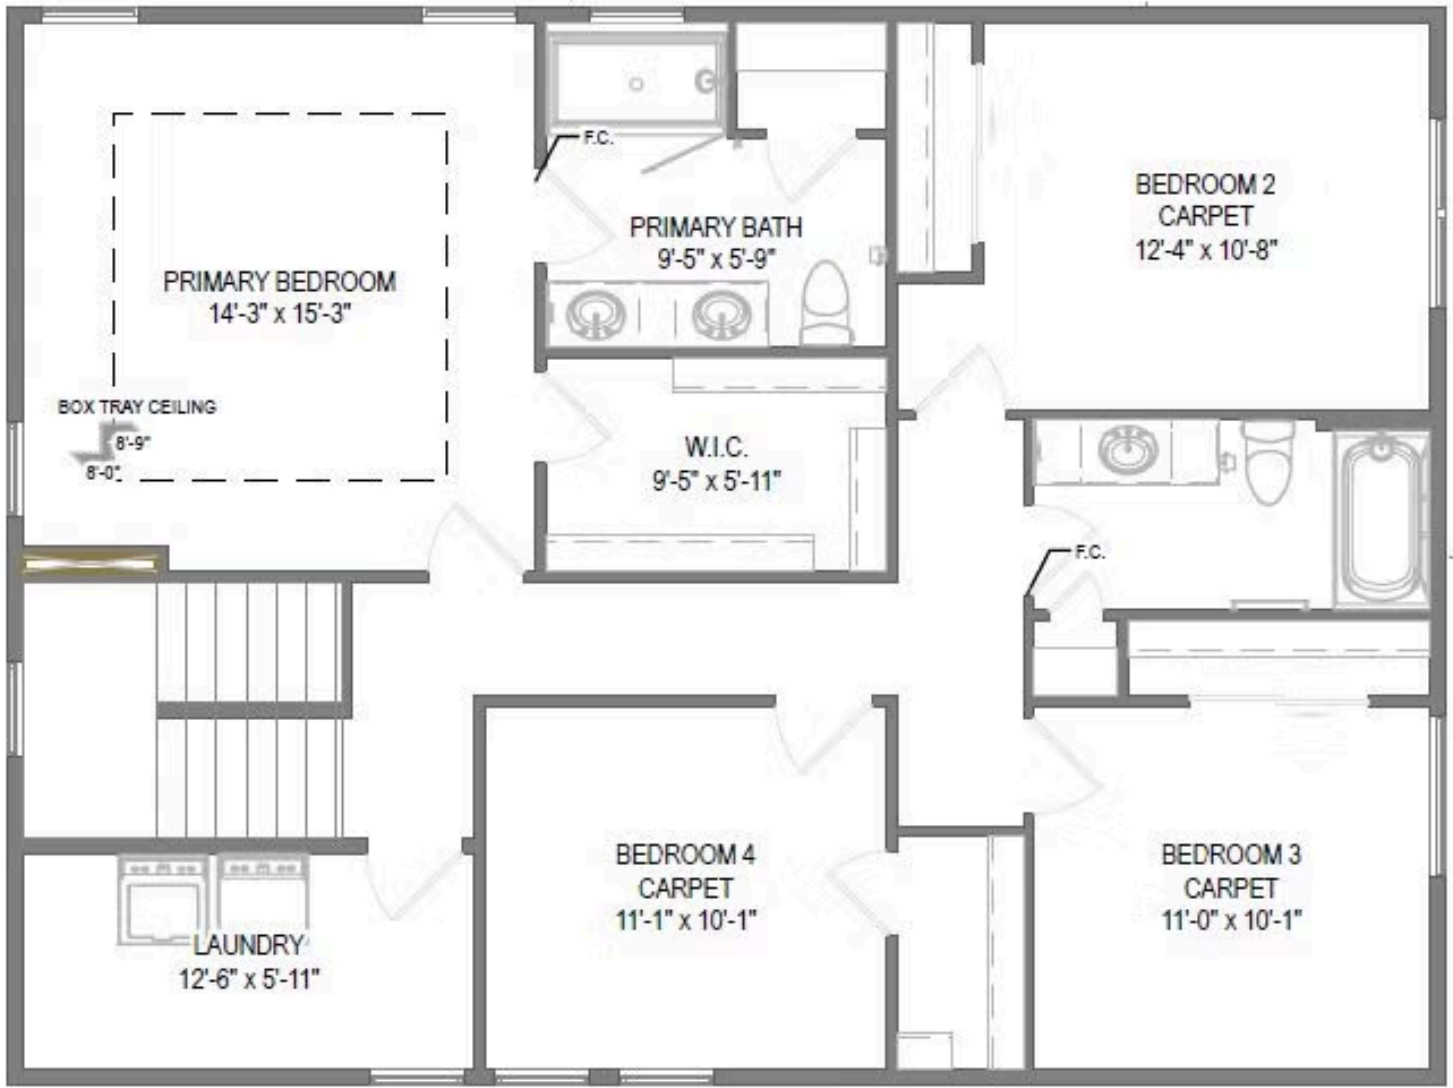 F.C.
BEDROOM 2
CARPET
12'-4" x 10'-8"
PRIMARY BATH
9'-5" x 5'-9"
PRIMARY BEDROOM
14'-3" x 15'-3"
BOX TRAY CEILING
8'-9"
8'-0"
W.I.C.
9'-5" x 5'-11"
F.C.
BEDROOM 4
CARPET
11'-1" x 10'-1"
BEDROOM 3
CARPET
11'-0" x 10'-1"
LAUNDRY
12'-6" x 5'-11"